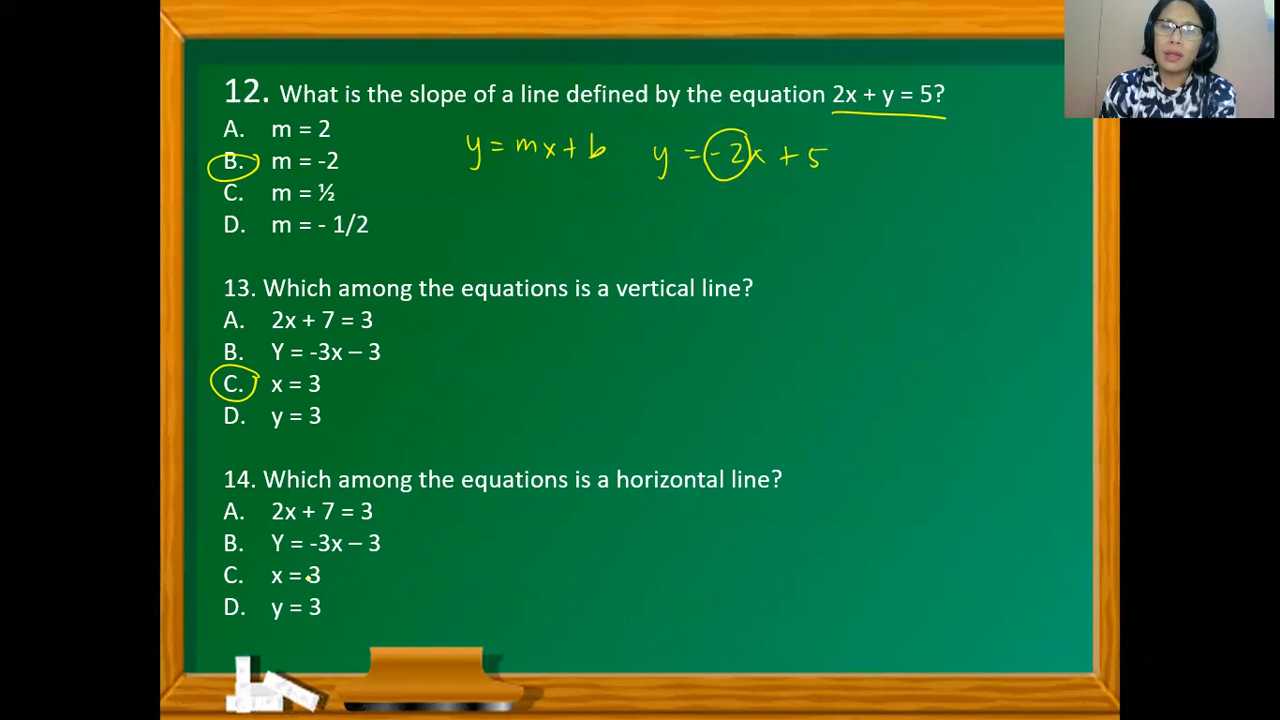 12. What is the slope of a line defined by the equation 2x + y = 5?
A. m = 2
B. m = -2
C. m = ½
D. m = - 1/2
y = mx + b y = -2x + 5
13. Which among the equations is a vertical line?
A. 2x + 7 = 3
B. Y = -3x – 3
C. x = 3
D. y = 3
14. Which among the equations is a horizontal line?
A. 2x + 7 = 3
B. Y = -3x – 3
C. x = 3
D. y = 3